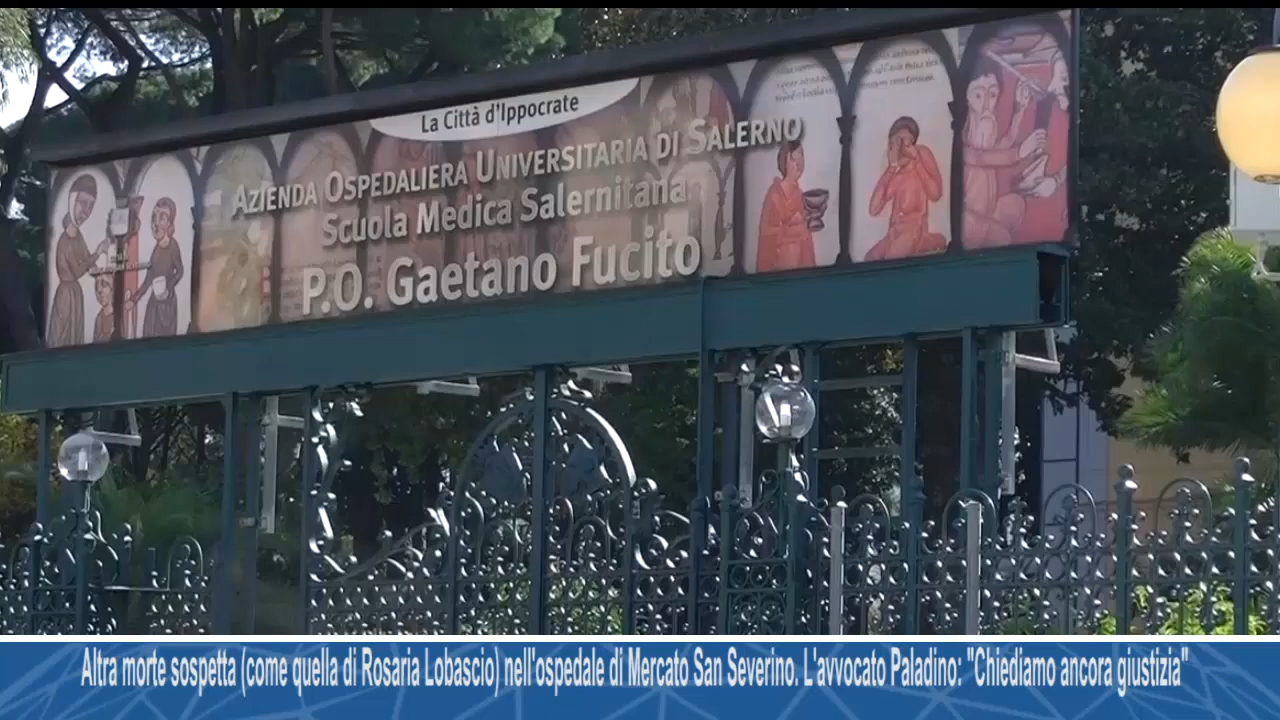 La Città d'Ippocrate
Azienda Ospedaliera Universitaria di Salerno
Scuola Medica Salernitana
P.O. Gaetano Fucito
Altra morte sospetta (come quella di Rosaria Lobascio) nell'ospedale di Mercato San Severino. L'avvocato Paladino: "Chiediamo ancora giustizia"